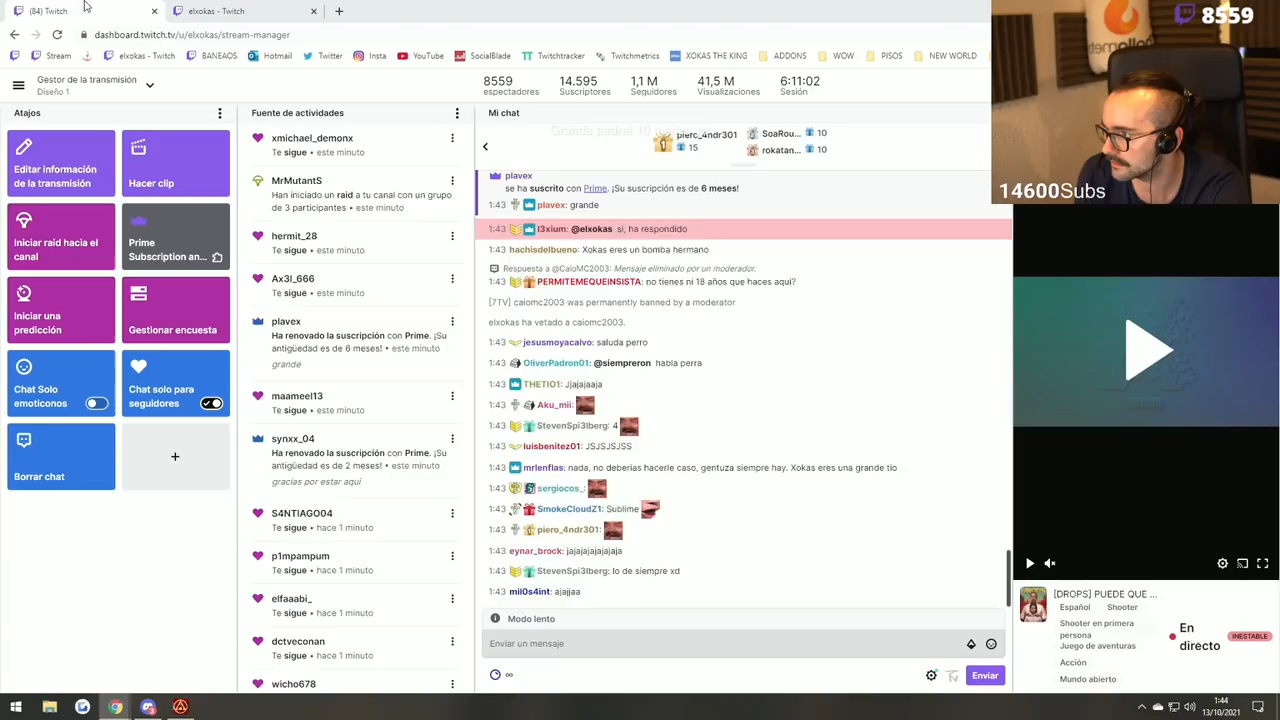 (84) Twitch
elxokas - Twitch
dashboard.twitch.tv/u/elxokas/stream-manager
Stream
elxokas - Twitch
BANEAOS
Hotmail
Twitter
Insta
YouTube
SocialBlade
Twitchtracker
Twitchmetrics
XOKAS THE KING
ADDONS
WOW
PISOS
NEW WORLD
8559
14600Subs
Gestor de la transmisión
Diseño 1
8559
espectadores
14.595
Suscriptores
1,1 M
Seguidores
41,5 M
Visualizaciones
6:11:02
Sesión
Atajos
Editar información
de la transmisión
Hacer clip
Iniciar raid hacia el
canal
Prime
Subscription an...
Iniciar una
predicción
Gestionar encuesta
Chat Solo
emoticonos
Chat solo para
seguidores
Borrar chat
+
Fuente de actividades
xmichael_demonx
Te sigue • este minuto
MrMutantS
Han iniciado un raid a tu canal con un grupo
de 3 participantes • este minuto
hermit_28
Te sigue • este minuto
Ax3l_666
Te sigue • este minuto
plavex
Ha renovado la suscripción con Prime. ¡Su
antigüedad es de 6 meses! • este minuto
grande
maameel13
Te sigue • este minuto
synxx_04
Ha renovado la suscripción con Prime. ¡Su
antigüedad es de 2 meses! • este minuto
gracias por estar aqui
S4NTIAGO04
Te sigue • hace 1 minuto
p1mpampum
Te sigue • hace 1 minuto
elfaaabi_
Te sigue • hace 1 minuto
dctveconan
Te sigue • hace 1 minuto
wicho678
Mi chat
piero_4ndr301
15
SoaRou... 10
rokatan... 10
plavex
se ha suscrito con Prime. ¡Su suscripción es de 6 meses!
1:43 plavex: grande
1:43 l3xium: @elxokas si, ha respondido
1:43 hachisdelbueno: Xokas eres un bomba hermano
Respuesta a @CaioMC2003: Mensaje eliminado por un moderador.
1:43 PERMITEMEQUEINSISTA: no tienes ni 18 años que haces aqui?
[7TV] caiomc2003 was permanently banned by a moderator
elxokas ha vetado a caiomc2003.
1:43 jesusmoyacalvo: saluda perro
1:43 OliverPadron01: @siempreron habla perra
1:43 THETIO1: Jjajajaaja
1:43 Aku_mii:
1:43 StevenSpi3lberg: 4
1:43 luisbenitez01: JSJSJSJSS
1:43 mrlenflas: nada, no deberias hacerle caso, gentuza siempre hay. Xokas eres una grande tio
1:43 sergiocos_:
1:43 SmokeCloudZ1: Sublime
1:43 piero_4ndr301:
1:43 eynar_brock: jajajajajajaja
1:43 StevenSpi3lberg: lo de siempre xd
1:43 mil0s4int: ajajjaa
Modo lento
Enviar un mensaje
Enviar
[DROPS] PUEDE QUE ...
Español
Shooter
Shooter en primera
persona
Juego de aventuras
Acción
Mundo abierto
En
directo
INESTABLE
1:44
13/10/2021